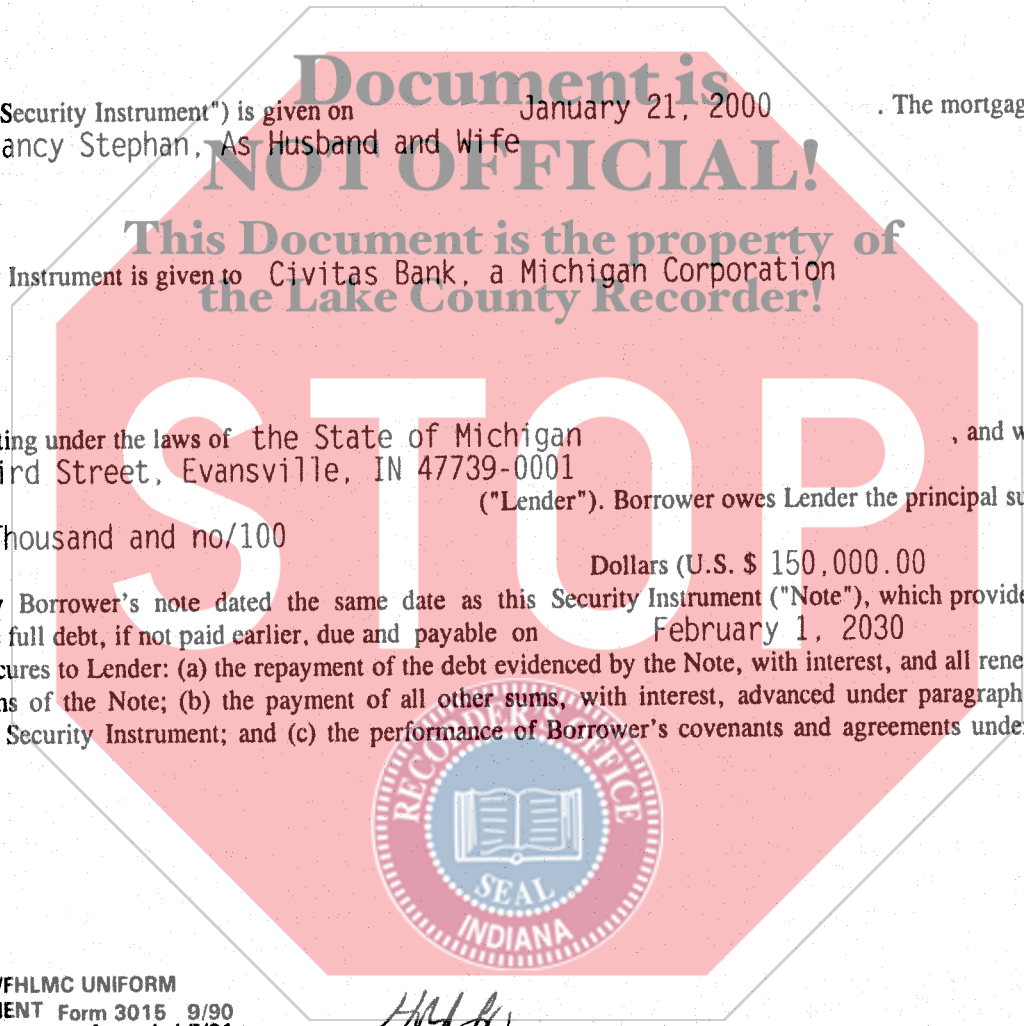 Document is
Security Instrument") is given on January 21, 2000 . The mortgag
ancy Stephan, As Husband and Wife
NOT OFFICIAL!
This Document is the property of
Instrument is given to Civitas Bank, a Michigan Corporation
the Lake County Recorder!
STOP
ting under the laws of the State of Michigan , and w
ird Street, Evansville, IN 47739-0001
("Lender"). Borrower owes Lender the principal su
housand and no/100
Dollars (U.S. $ 150,000.00
y Borrower's note dated the same date as this Security Instrument ("Note"), which provide
full debt, if not paid earlier, due and payable on February 1, 2030
cures to Lender: (a) the repayment of the debt evidenced by the Note, with interest, and all rene
ns of the Note; (b) the payment of all other sums, with interest, advanced under paragraph
Security Instrument; and (c) the performance of Borrower's covenants and agreements unde
RECORDER'S OFFICE
SEAL
INDIANA
/FHLMC UNIFORM
MENT Form 3015 9/90